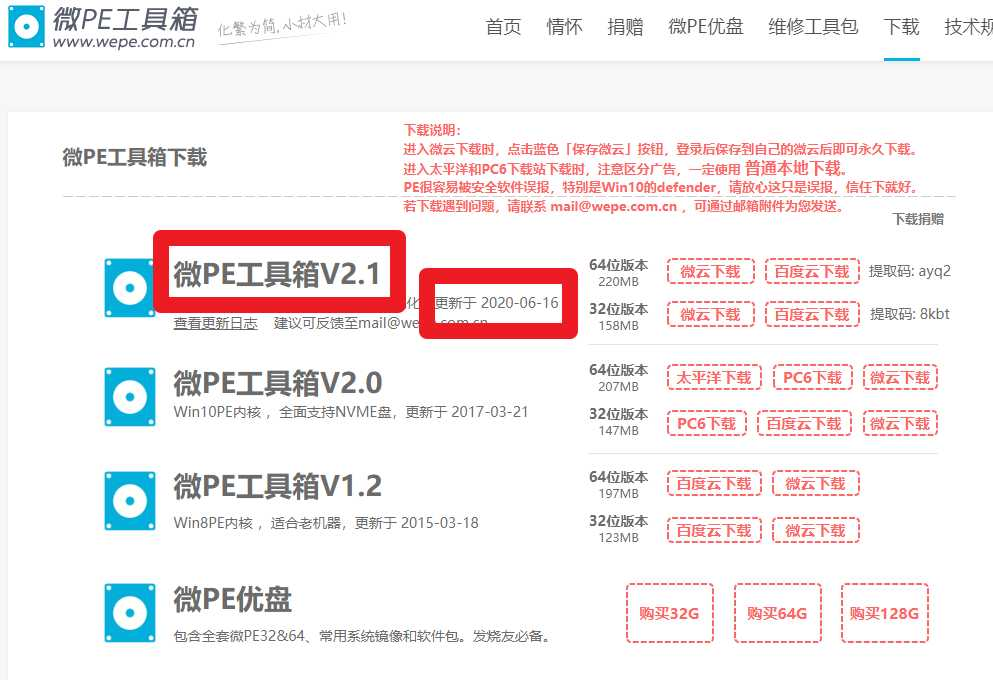 微PE工具箱
www.wepe.com.cn
化繁为简,小材大用!
首页 情怀 捐赠 微PE优盘 维修工具包 下载 技术规
微PE工具箱下载
下载说明：
进入微云下载时，点击蓝色「保存微云」按钮，登录后保存到自己的微云后即可永久下载。
进入太平洋和PC6下载站下载时，注意区分广告，一定使用 普通本地下载。
PE很容易被安全软件误报，特别是Win10的defender，请放心这只是误报，信任下就好。
若下载遇到问题，请联系 mail@wepe.com.cn ，可通过邮箱附件为您发送。
下载捐赠
微PE工具箱V2.1
化 更新于 2020-06-16
查看更新日志 建议可反馈至mail@we .com.cn
64位版本 微云下载 百度云下载 提取码: ayq2
220MB
32位版本 微云下载 百度云下载 提取码: 8kbt
158MB
微PE工具箱V2.0
Win10PE内核 ，全面支持NVME盘，更新于 2017-03-21
64位版本 太平洋下载 PC6下载 微云下载
207MB
32位版本 PC6下载 百度云下载 微云下载
147MB
微PE工具箱V1.2
Win8PE内核 ，适合老机器，更新于 2015-03-18
64位版本 百度云下载 微云下载
197MB
32位版本 百度云下载 微云下载
123MB
微PE优盘
包含全套微PE32&64、常用系统镜像和软件包。发烧友必备。
购买32G 购买64G 购买128G